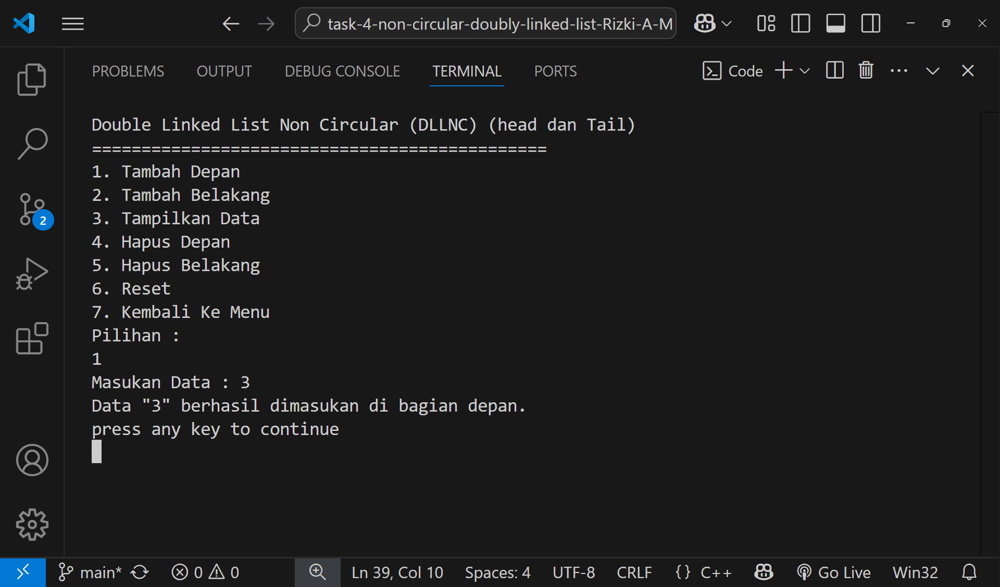 task-4-non-circular-doubly-linked-list-Rizki-A-M
PROBLEMS OUTPUT DEBUG CONSOLE TERMINAL PORTS Code
Double Linked List Non Circular (DLLNC) (head dan Tail)
==============================================
1. Tambah Depan
2. Tambah Belakang
3. Tampilkan Data
4. Hapus Depan
5. Hapus Belakang
6. Reset
7. Kembali Ke Menu
Pilihan :
1
Masukan Data : 3
Data "3" berhasil dimasukan di bagian depan.
press any key to continue
2
main* 0 0 Ln 39, Col 10 Spaces: 4 UTF-8 CRLF {} C++ Go Live Win32